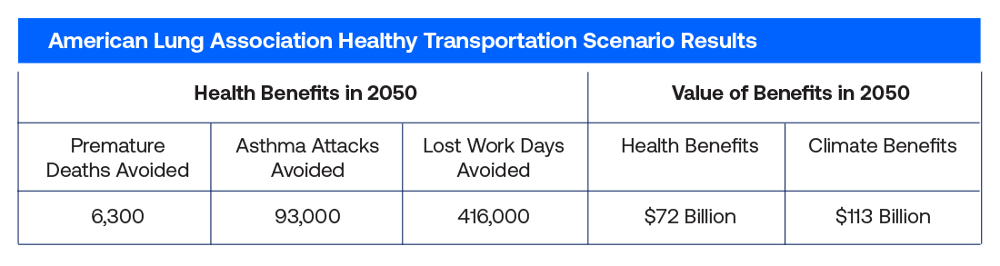 American Lung Association Healthy Transportation Scenario Results
Health Benefits in 2050
Value of Benefits in 2050
Premature
Deaths Avoided
Asthma Attacks
Avoided
Lost Work Days
Avoided
Health Benefits
Climate Benefits
6,300
93,000
416,000
$72 Billion
$113 Billion